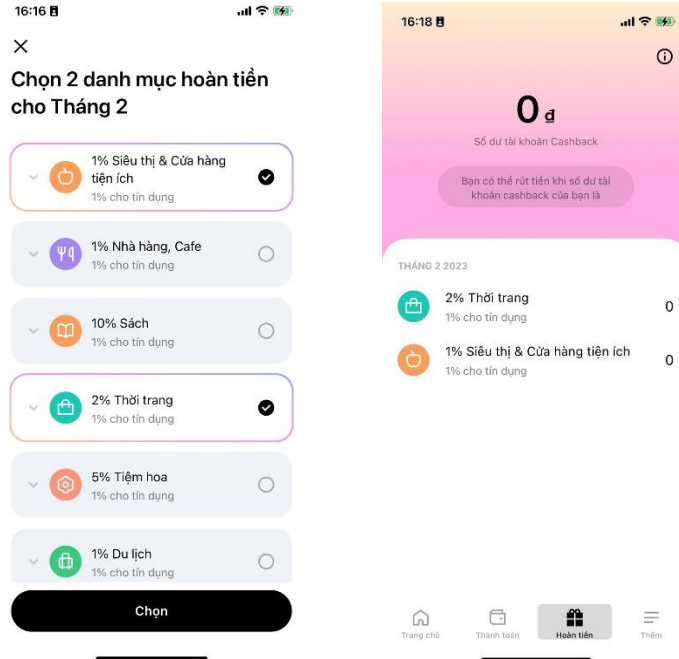 16:16
Chọn 2 danh mục hoàn tiền
cho Tháng 2
1% Siêu thị & Cửa hàng
tiện ích
1% cho tín dụng
1% Nhà hàng, Cafe
1% cho tín dụng
10% Sách
1% cho tín dụng
2% Thời trang
1% cho tín dụng
5% Tiệm hoa
1% cho tín dụng
1% Du lịch
1% cho tín dụng
Chọn
16:18
0 đ
Số dư tài khoản Cashback
Bạn có thể rút tiền khi số dư tài
khoản cashback của bạn là
THÁNG 2 2023
2% Thời trang
0
1% cho tín dụng
1% Siêu thị & Cửa hàng tiện ích
0
1% cho tín dụng
Trang chủ
Thanh toán
Hoàn tiền
Thêm